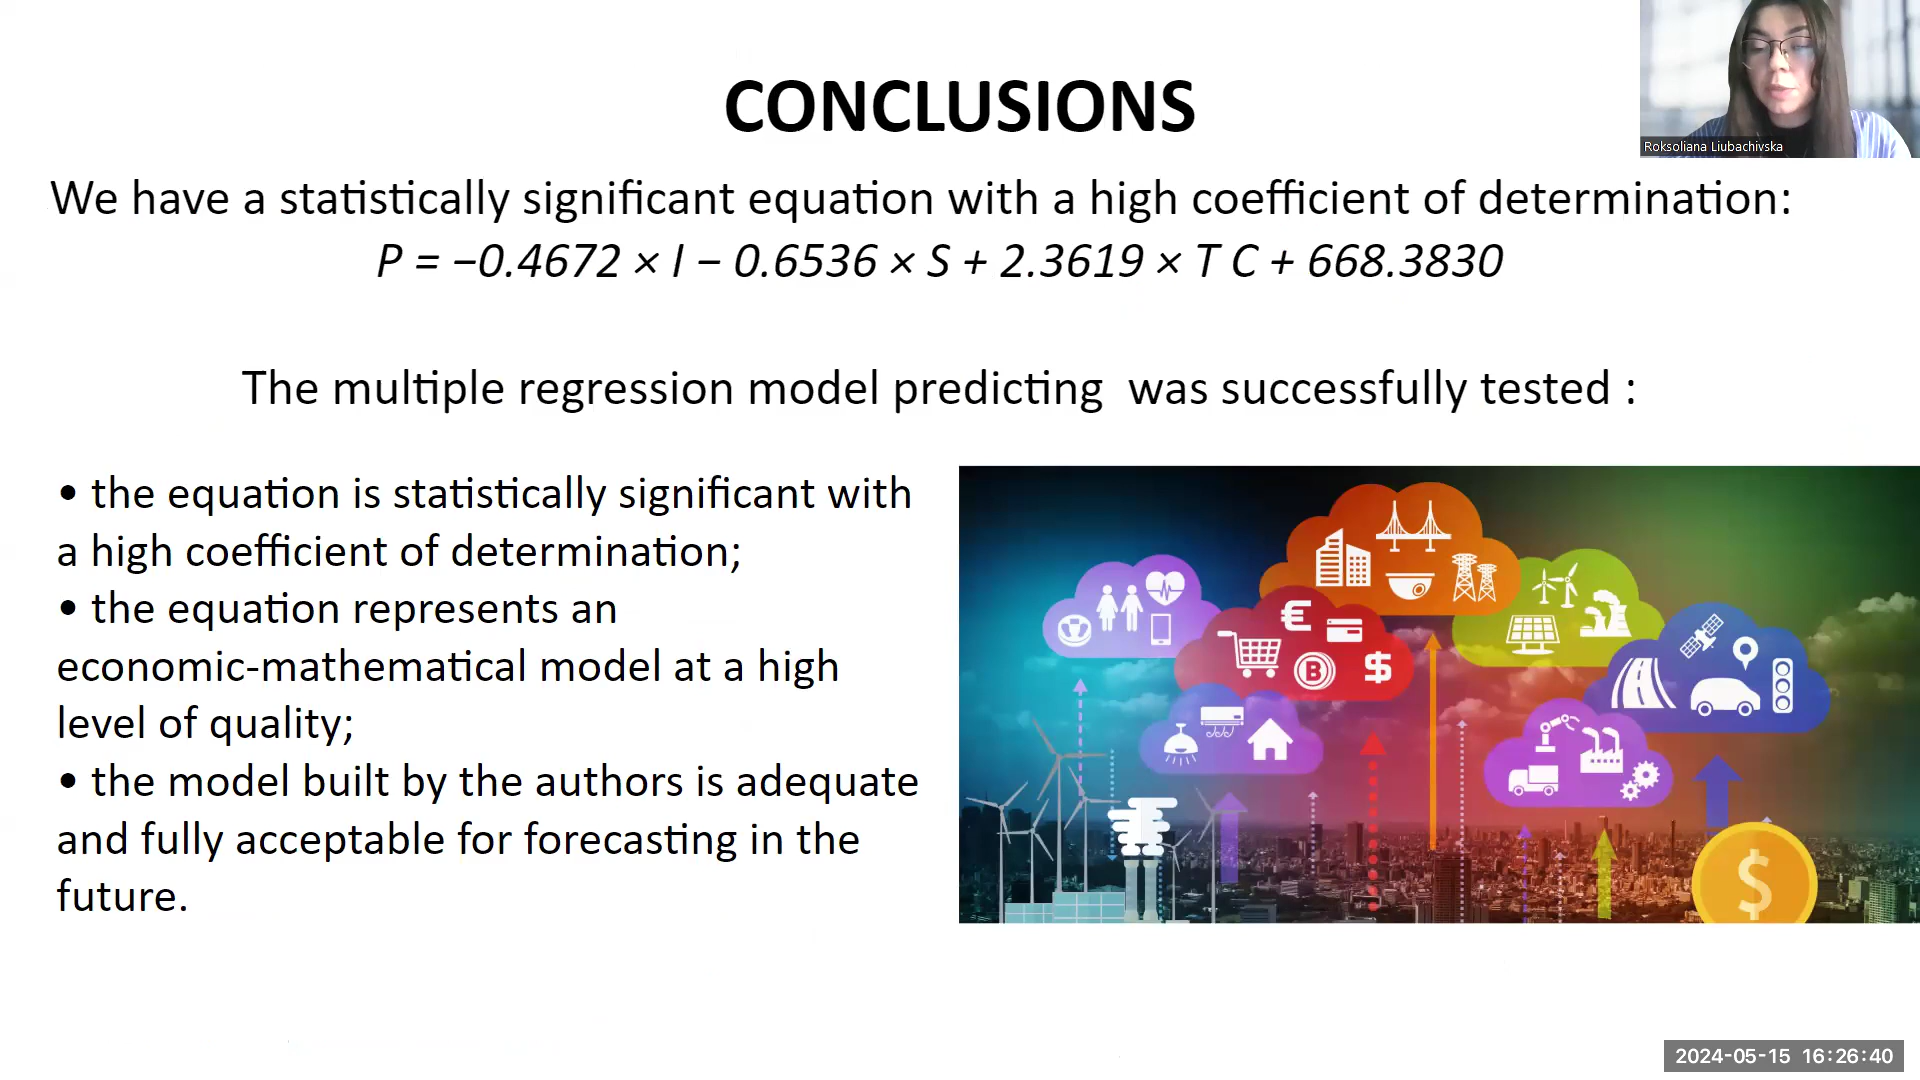 CONCLUSIONS
Roksoliana Liubachivska
We have a statistically significant equation with a high coefficient of determination:
P = −0.4672 × I − 0.6536 × S + 2.3619 × T C + 668.3830
The multiple regression model predicting was successfully tested :
• the equation is statistically significant with
a high coefficient of determination;
• the equation represents an
economic-mathematical model at a high
level of quality;
• the model built by the authors is adequate
and fully acceptable for forecasting in the
future.
€
B
$
$
2024-05-15 16:26:40